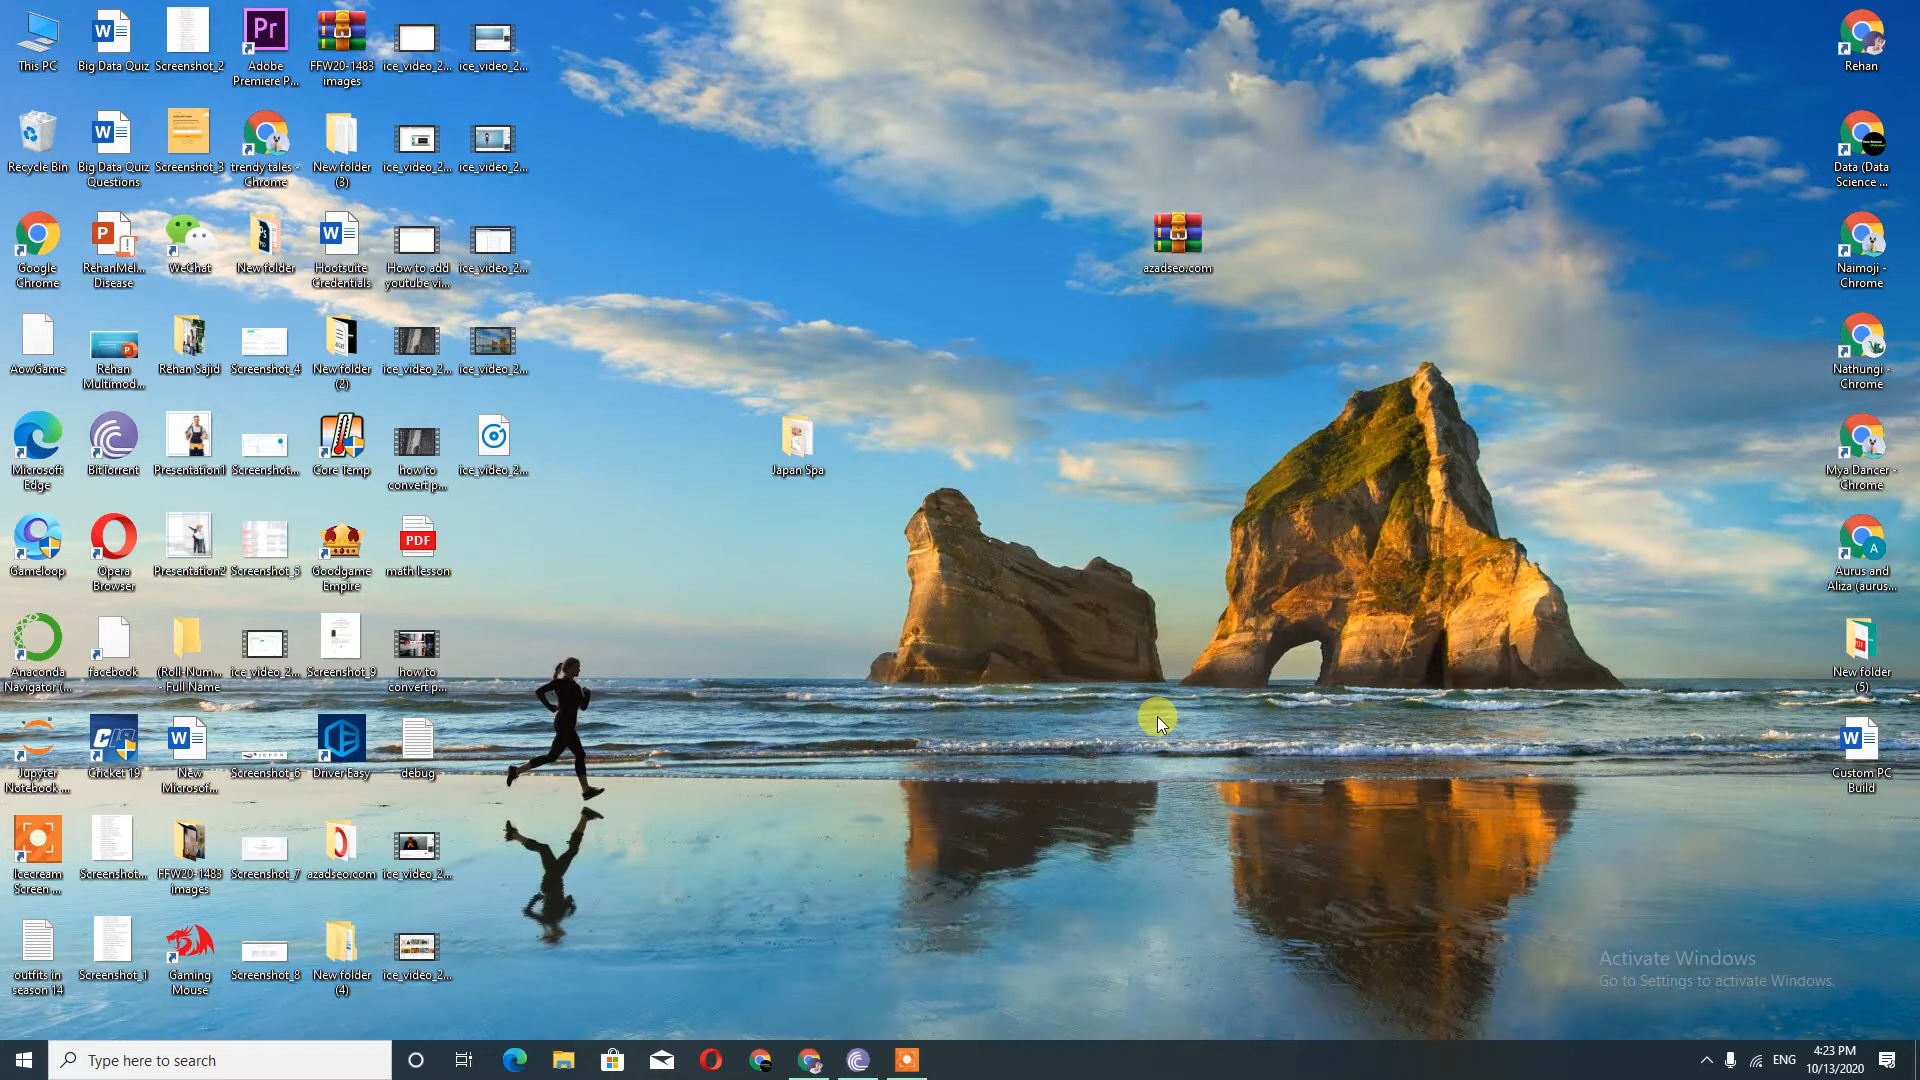 This PC
Big Data Quiz
Screenshot_2
Adobe
Premiere P...
FFW20-1483
images
ice_video_2...
ice_video_2...
Rehan
Recycle Bin
Big Data Quiz
Questions
Screenshot_3
trendy tales -
Chrome
New folder
(3)
ice_video_2...
ice_video_2...
Data (Data
Science ...
Google
Chrome
RehanMel...
Disease
WeChat
New folder
Hootsuite
Credentials
How to add
youtube vi...
ice_video_2...
azadseo.com
Naimoji -
Chrome
AowGame
Rehan
Multimod...
Rehan Sajid
Screenshot_4
New folder
(2)
ice_video_2...
ice_video_2...
Nathungi -
Chrome
Microsoft
Edge
BitTorrent
Presentation1
Screenshot...
Core Temp
how to
convert p...
ice_video_2...
Japan Spa
Mya Dancer -
Chrome
Gameloop
Opera
Browser
Presentation2
Screenshot_5
Goodgame
Empire
PDF
math lesson
A
Aurus and
Aliza (aurus...
Anaconda
Navigator (...
facebook
(Roll-Num...
- Full Name
ice_video_2...
Screenshot_9
how to
convert p...
New folder
(5)
Jupyter
Notebook ...
Cricket 19
New
Microsof...
Screenshot_6
Driver Easy
debug
Custom PC
Build
Icecream
Screen ...
Screenshot...
FFW20-1483
images
Screenshot_7
azadseo.com
ice_video_2...
outfits in
season 14
Screenshot_1
Gaming
Mouse
Screenshot_8
New folder
(4)
ice_video_2...
Activate Windows
Go to Settings to activate Windows.
Type here to search
ENG
4:23 PM
10/13/2020